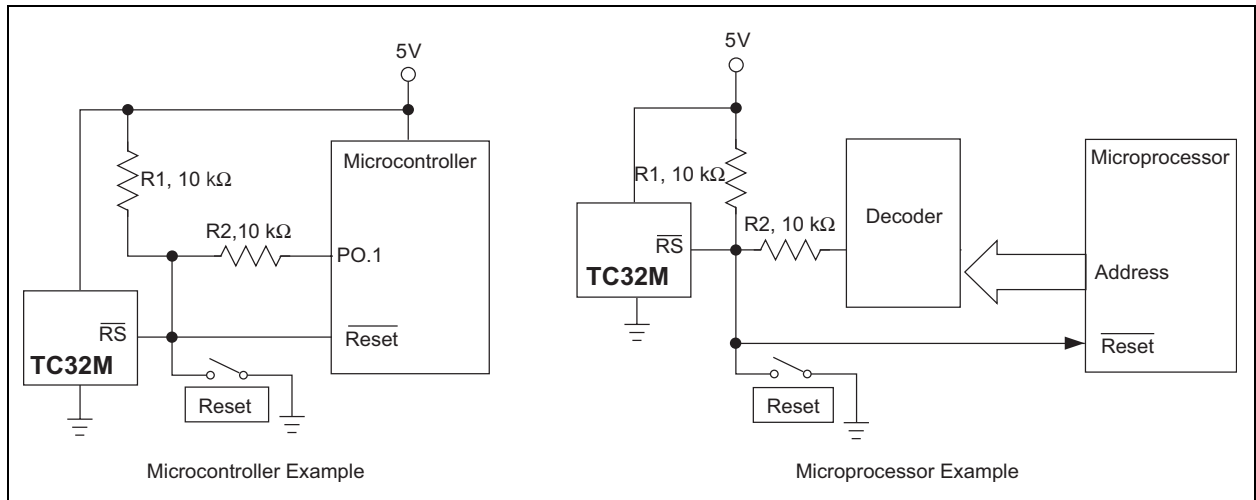 5V
Microcontroller
R1, 10 kΩ
R2,10 kΩ
PO.1
RS
TC32M
Reset
Reset
Microcontroller Example
5V
Microprocessor
R1, 10 kΩ
Decoder
R2, 10 kΩ
RS
TC32M
Address
Reset
Reset
Microprocessor Example